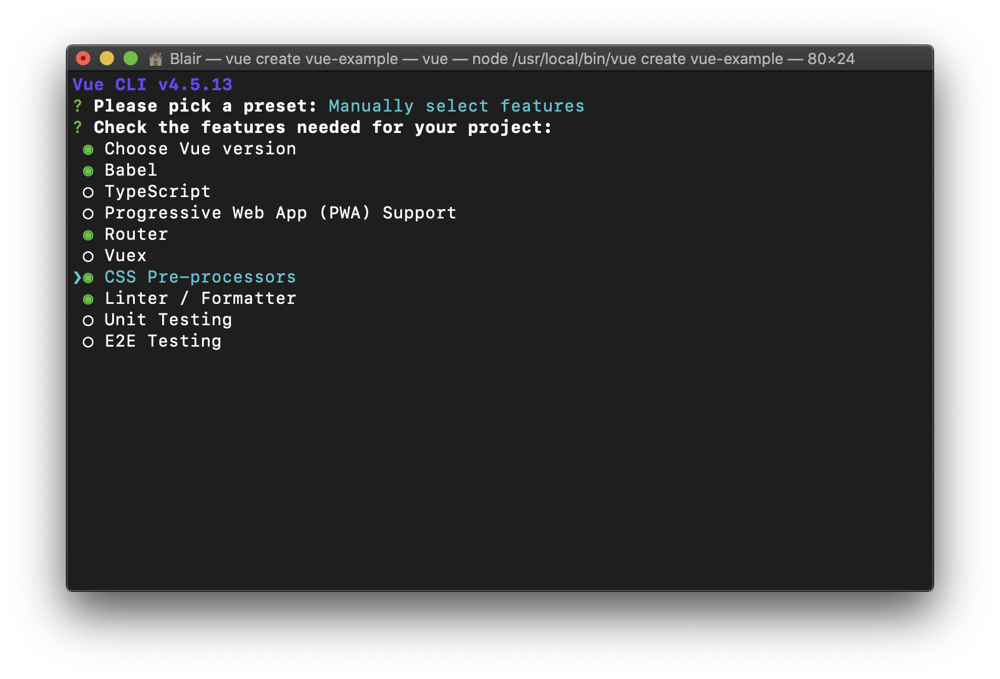 Blair — vue create vue-example — vue — node /usr/local/bin/vue create vue-example — 80×24
Vue CLI v4.5.13
? Please pick a preset: Manually select features
? Check the features needed for your project:
◉ Choose Vue version
◉ Babel
◯ TypeScript
◯ Progressive Web App (PWA) Support
◉ Router
◯ Vuex
❯◉ CSS Pre-processors
◉ Linter / Formatter
◯ Unit Testing
◯ E2E Testing